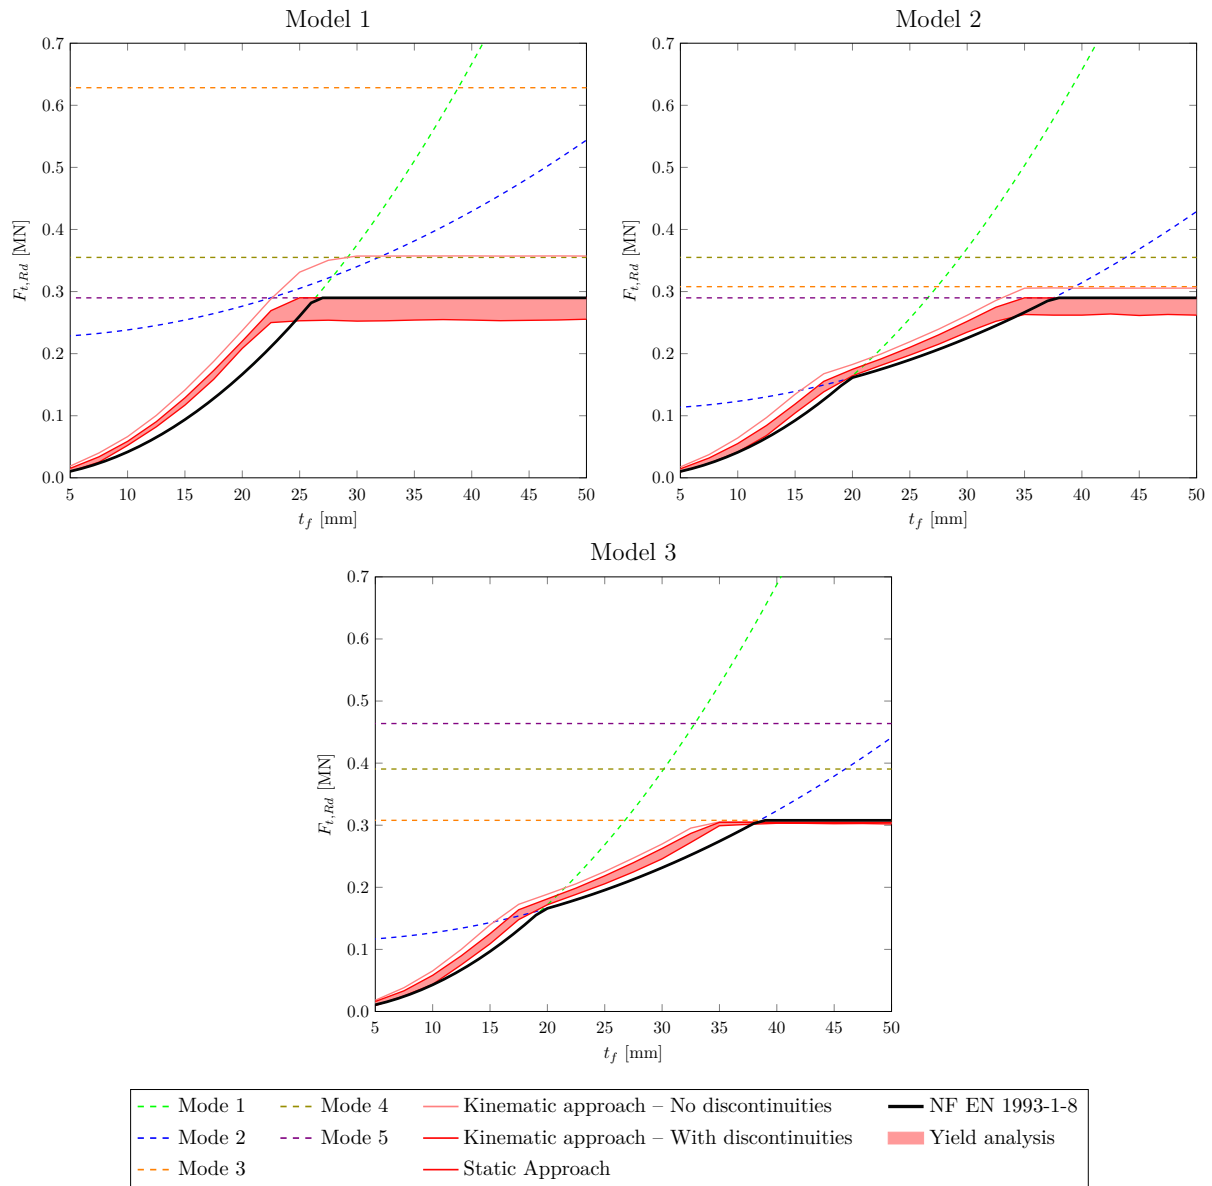 Model 1
0.7
0.6
0.5
0.4
0.3
0.2
0.1
0.0
F_{t,Rd} [MN]
5 10 15 20 25 30 35 40 45 50
t_f [mm]
Model 2
0.7
0.6
0.5
0.4
0.3
0.2
0.1
0.0
F_{t,Rd} [MN]
5 10 15 20 25 30 35 40 45 50
t_f [mm]
Model 3
0.7
0.6
0.5
0.4
0.3
0.2
0.1
0.0
F_{t,Rd} [MN]
5 10 15 20 25 30 35 40 45 50
t_f [mm]
Mode 1 Mode 4 Kinematic approach – No discontinuities NF EN 1993-1-8
Mode 2 Mode 5 Kinematic approach – With discontinuities Yield analysis
Mode 3 Static Approach